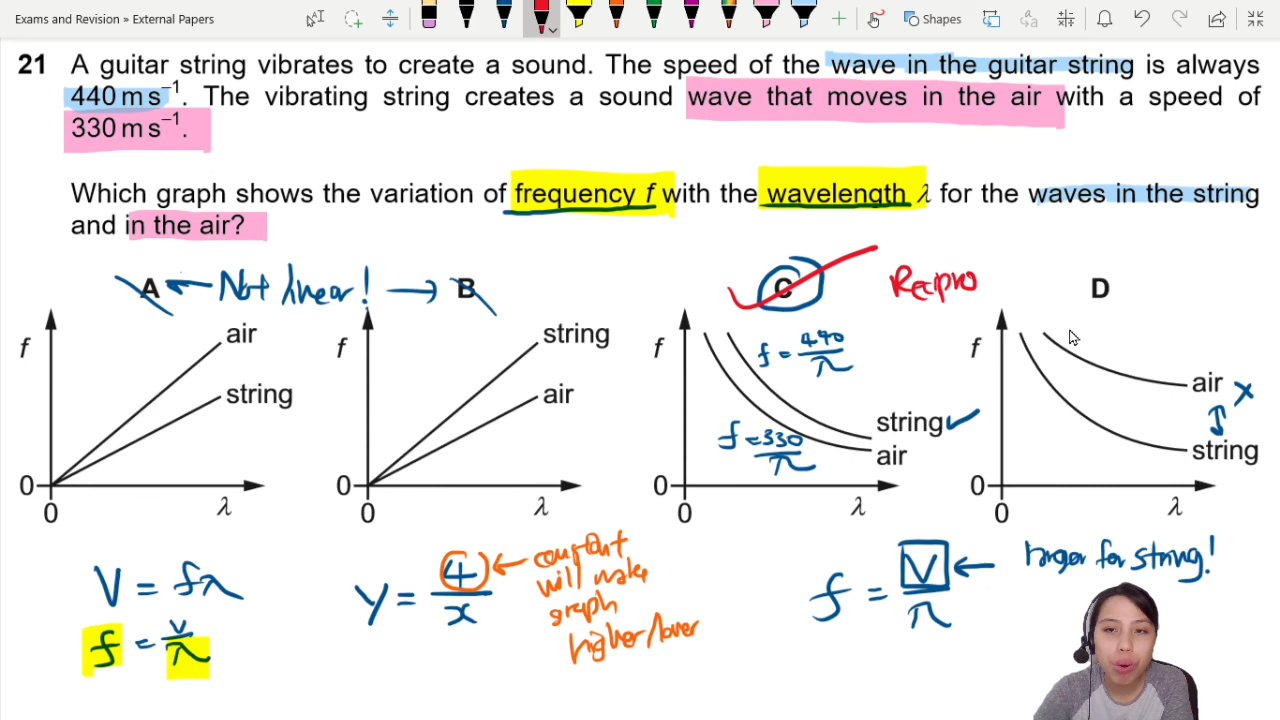 Exams and Revision » External Papers
Shapes
21 A guitar string vibrates to create a sound. The speed of the wave in the guitar string is always
440 m s⁻¹. The vibrating string creates a sound wave that moves in the air with a speed of
330 m s⁻¹.
Which graph shows the variation of frequency f with the wavelength λ for the waves in the string
and in the air?
A ← Not linear! → B C Recipro D
f air string 0 0 λ
f string air 0 0 λ
f f = 440/λ f = 330/λ string ✓ air 0 0 λ
f air x string 0 0 λ
V = fλ
f = v/λ
y = 4/x ← constant
will make
graph
higher/lower
f = V/λ ← larger for string!